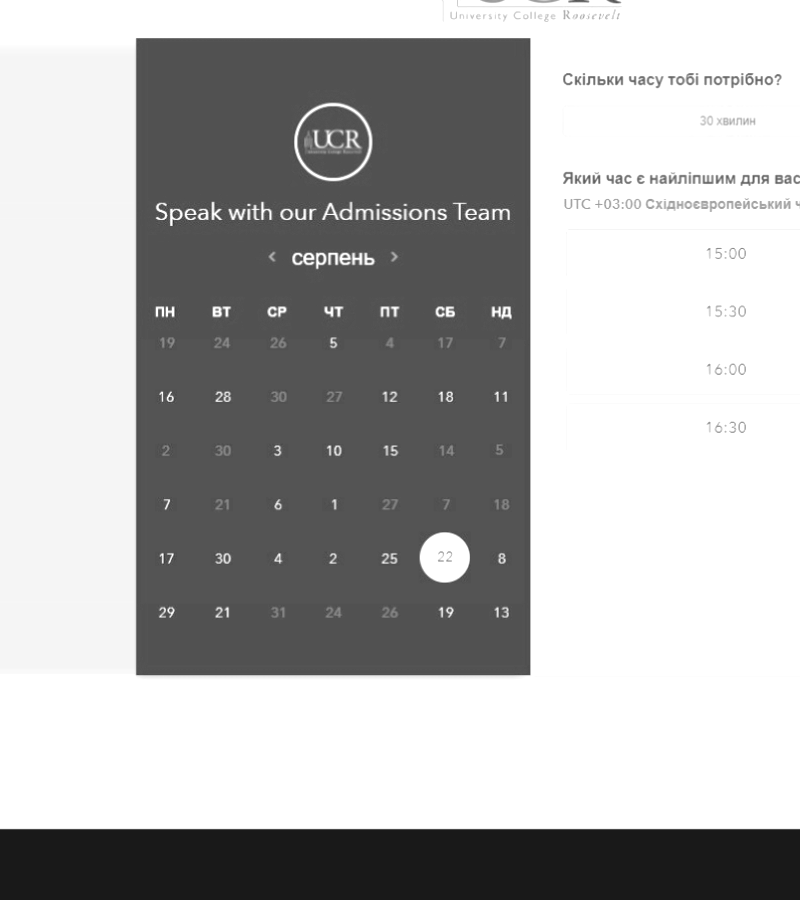 University College Roosevelt
UCR
Speak with our Admissions Team
серпень
ПН ВТ СР ЧТ ПТ СБ НД
19 24 26 5 4 17 7
16 28 30 27 12 18 11
2 30 3 10 15 14 5
7 21 6 1 27 7 18
17 30 4 2 25 22 8
29 21 31 24 26 19 13
Скільки часу тобі потрібно?
30 хвилин
Який час є найліпшим для вас
UTC +03:00 Східноєвропейський
15:00
15:30
16:00
16:30